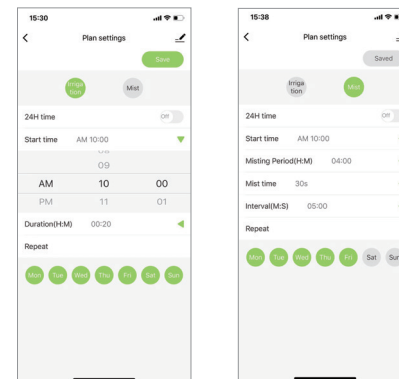 15:30
Plan settings
Save
Irriga
tion
Mist
24H time
Off
Start time AM 10:00
09
AM 10 00
PM 11 01
Duration(H:M) 00:20
Repeat
Mon Tue Wed Thu Fri Sat Sun
15:38
Plan settings
Saved
Irriga
tion
Mist
24H time
Off
Start time AM 10:00
Misting Period(H:M) 04:00
Mist time 30s
Interval(M:S) 05:00
Repeat
Mon Tue Wed Thu Fri Sat Sun